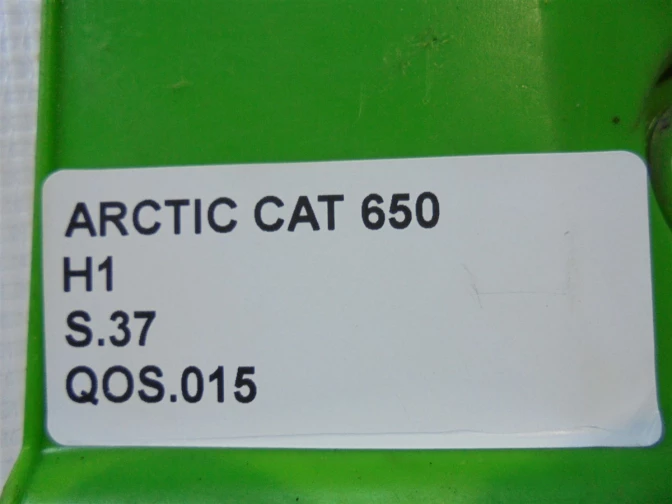 ARCTIC CAT 650
H1
S.37
QOS.015